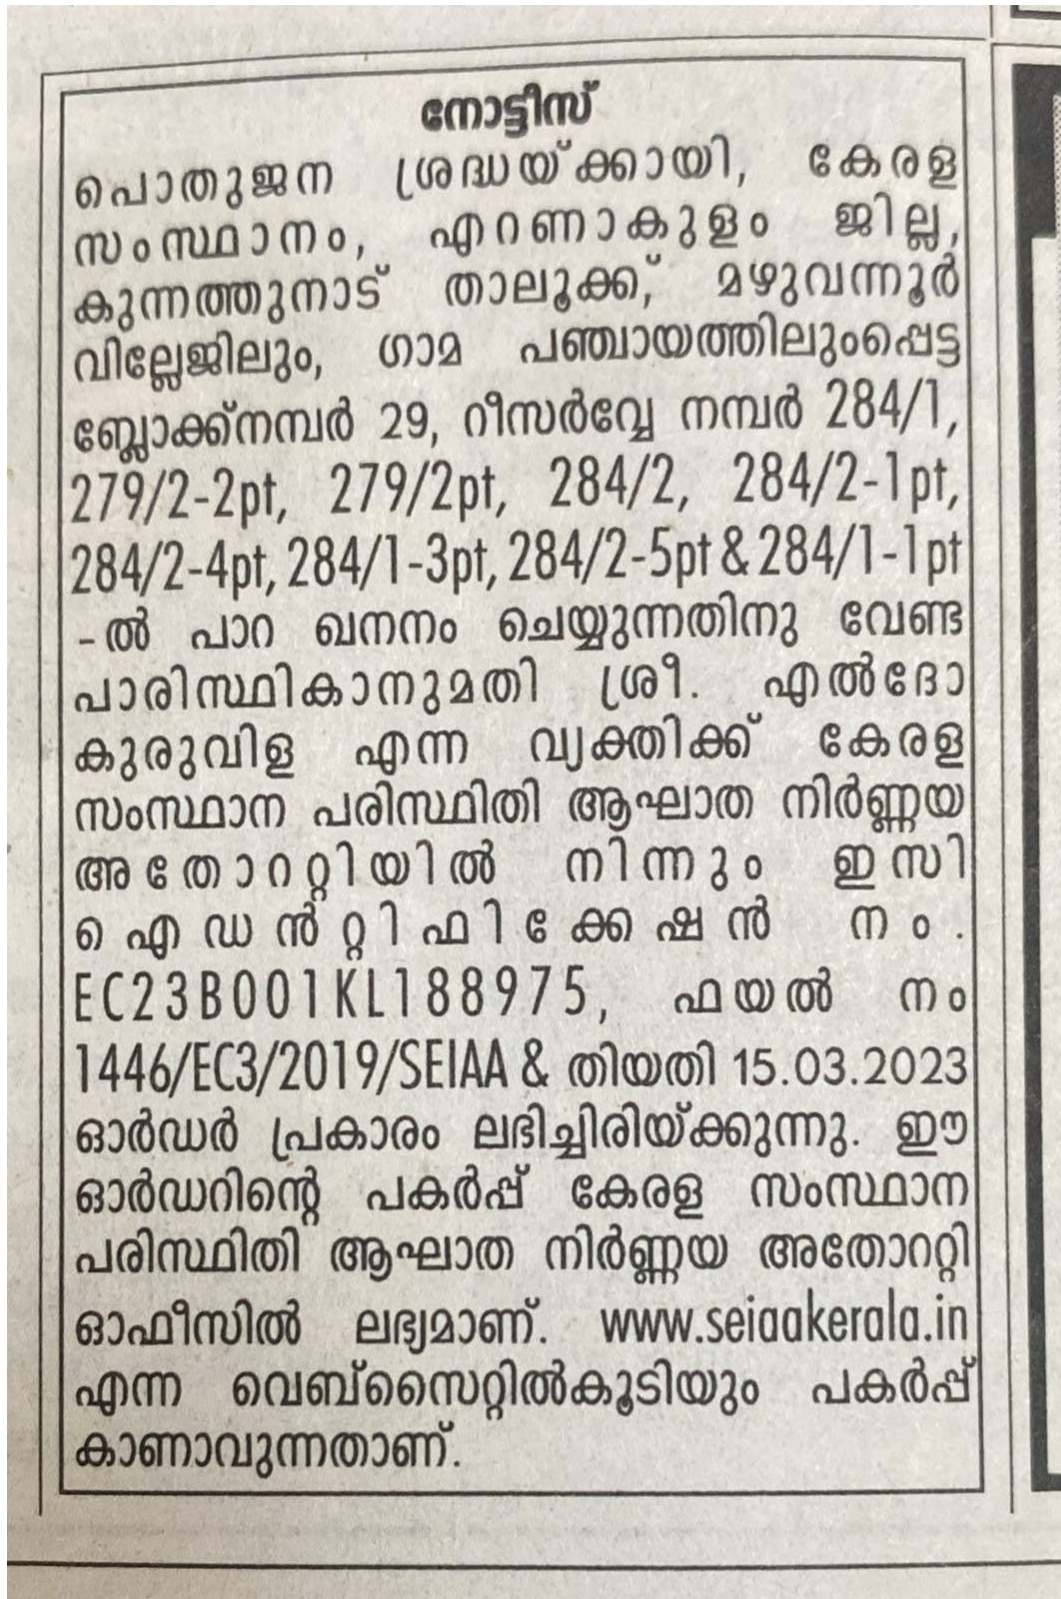 നോട്ടീസ്
പൊതുജന ശ്രദ്ധയ്ക്കായി, കേരള
സംസ്ഥാനം, എറണാകുളം ജില്ല,
കുന്നത്തുനാട് താലൂക്ക്, മഴുവന്നൂർ
വില്ലേജിലും, ഗാമ പഞ്ചായത്തിലുംപ്പെട്ട
ബ്ലോക്ക്നമ്പർ 29, റീസർവ്വേ നമ്പർ 284/1,
279/2-2pt, 279/2pt, 284/2, 284/2-1pt,
284/2-4pt, 284/1-3pt, 284/2-5pt & 284/1-1pt
-ൽ പാറ ഖനനം ചെയ്യുന്നതിനു വേണ്ട
പാരിസ്ഥികാനുമതി ശ്രീ. എൽദോ
കുരുവിള എന്ന വ്യക്തിക്ക് കേരള
സംസ്ഥാന പരിസ്ഥിതി ആഘാത നിർണ്ണയ
അതോററ്റിയിൽ നിന്നും ഇസി
ഐഡൻറ്റിഫിക്കേഷൻ നം.
EC23B001KL188975, ഫയൽ നം
1446/EC3/2019/SEIAA & തിയതി 15.03.2023
ഓർഡർ പ്രകാരം ലഭിച്ചിരിയ്ക്കുന്നു. ഈ
ഓർഡറിന്റെ പകർപ്പ് കേരള സംസ്ഥാന
പരിസ്ഥിതി ആഘാത നിർണ്ണയ അതോററ്റി
ഓഫീസിൽ ലഭ്യമാണ്. www.seiaakerala.in
എന്ന വെബ്സൈറ്റിൽകൂടിയും പകർപ്പ്
കാണാവുന്നതാണ്.